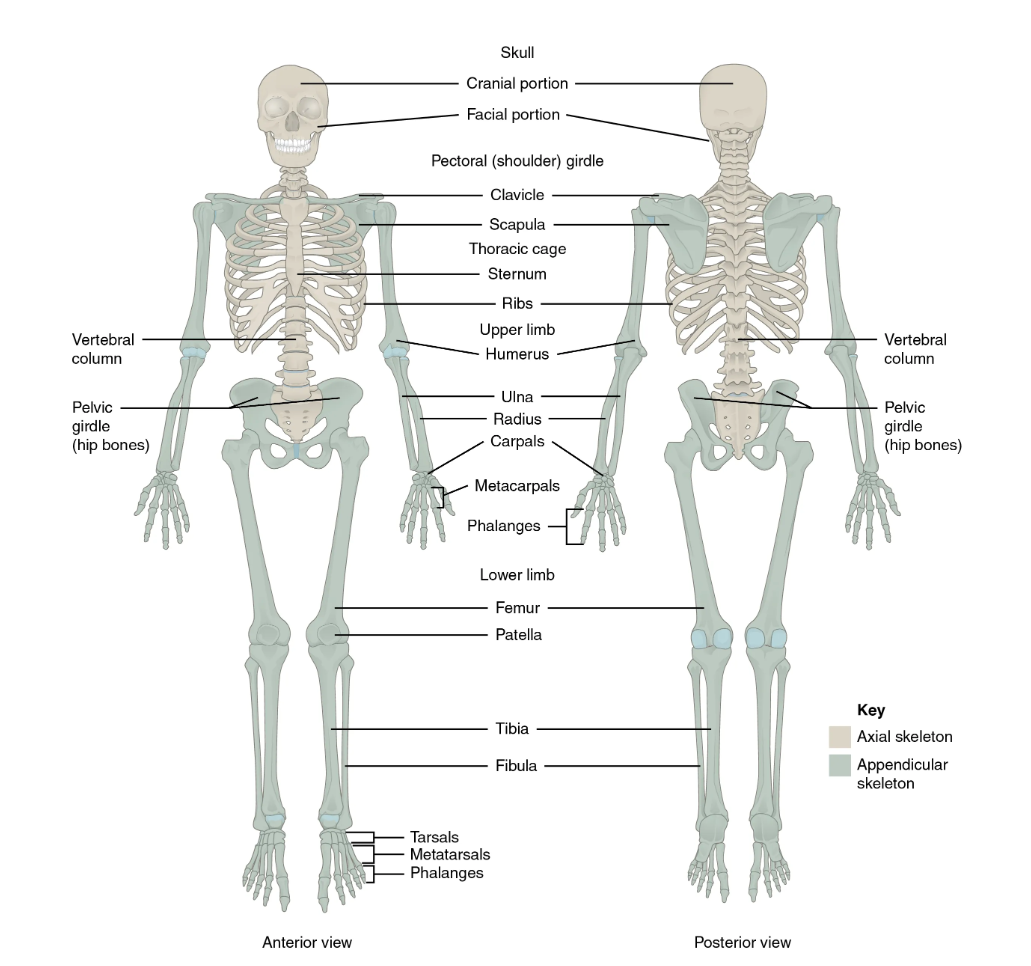 Skull
Cranial portion
Facial portion
Pectoral (shoulder) girdle
Clavicle
Scapula
Thoracic cage
Sternum
Ribs
Upper limb
Humerus
Vertebral
column
Vertebral
column
Ulna
Radius
Carpals
Pelvic
girdle
(hip bones)
Pelvic
girdle
(hip bones)
Metacarpals
Phalanges
Lower limb
Femur
Patella
Tibia
Fibula
Key
Axial skeleton
Appendicular
skeleton
Tarsals
Metatarsals
Phalanges
Anterior view
Posterior view